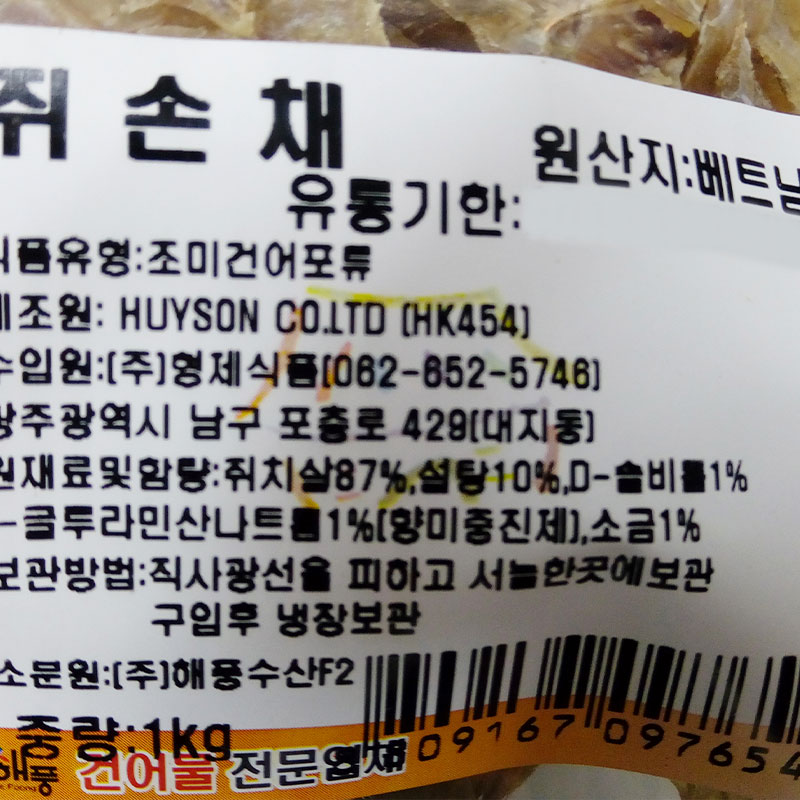 쥐손채
원산지:베트남
유통기한:
식품유형:조미건어포류
제조원: HUYSON CO.LTD (HK454)
수입원:(주)형제식품(062-652-5746)
광주광역시 남구 포충로 429(대지동)
원재료및함량:쥐치살87%,설탕10%,D-솔비톨1%
-글루타민산나트륨1%(향미증진제),소금1%
보관방법:직사광선을 피하고 서늘한곳에보관
구입후 냉장보관
소분원:(주)해풍수산F2
중량:1kg
8 09167 097654
해풍 건어물 전문업체